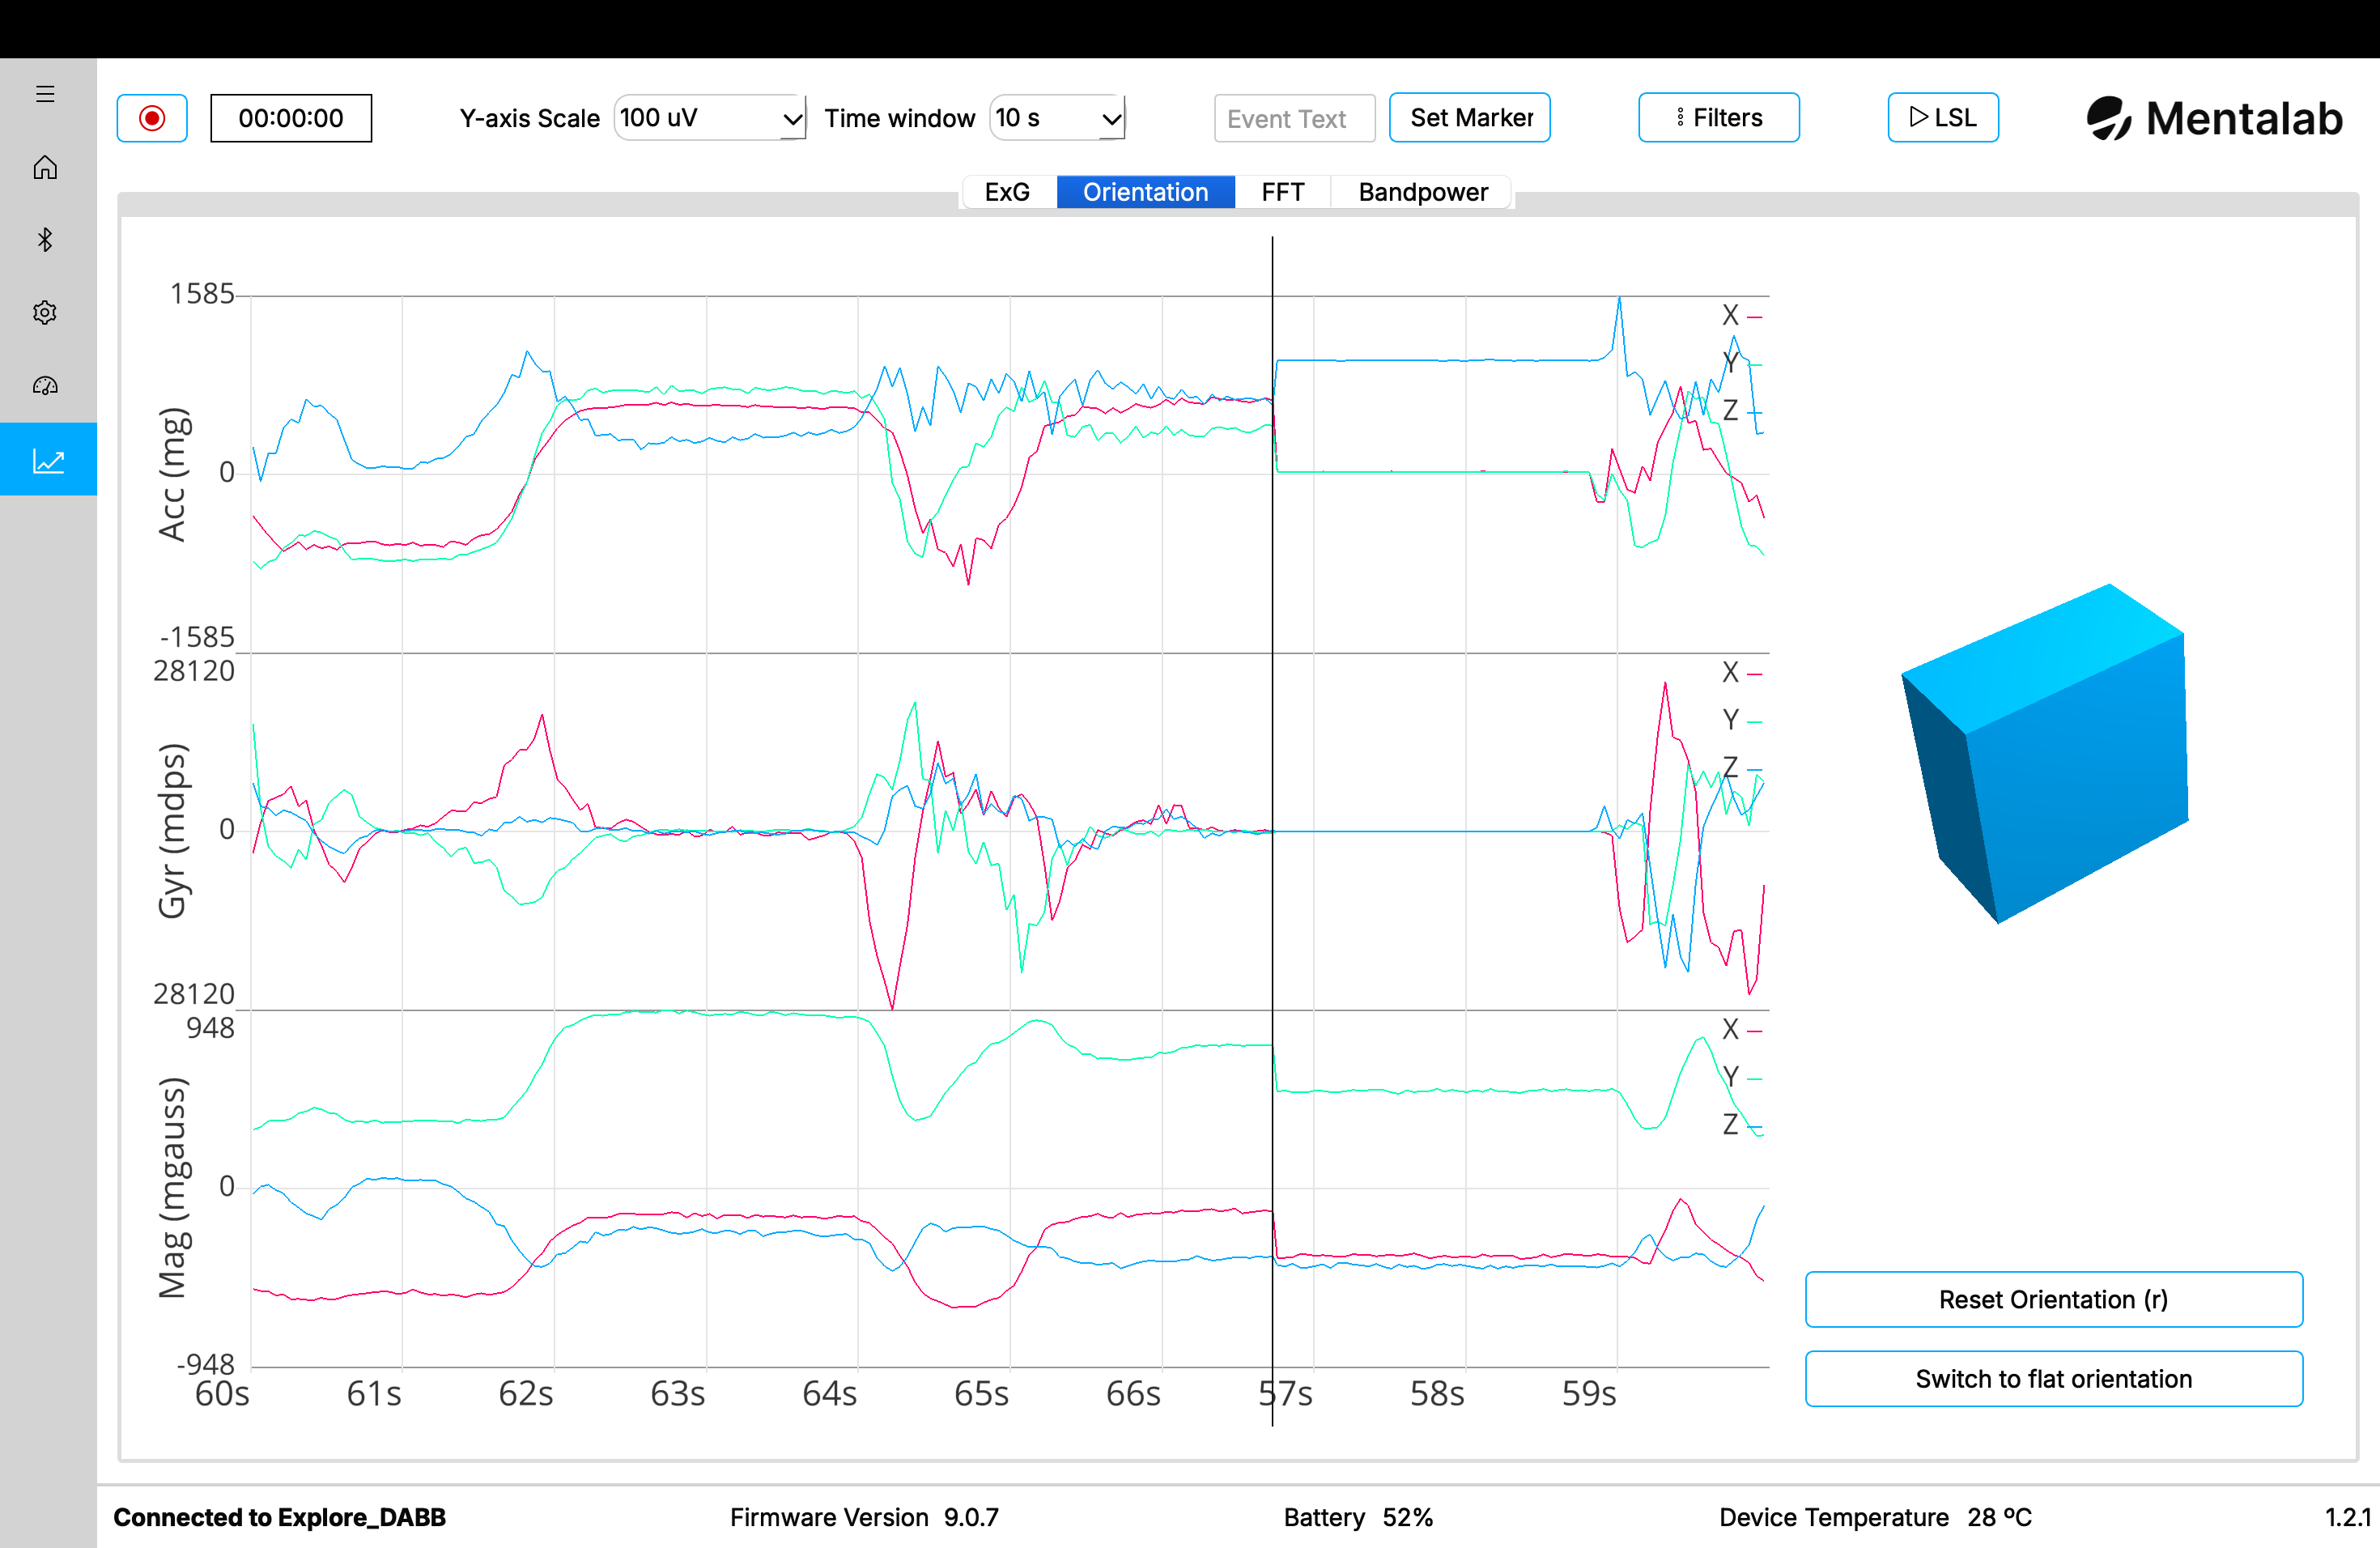 00:00:00 Y-axis Scale 100 uV Time window 10 s Event Text Set Marker Filters LSL Mentalab
ExG Orientation FFT Bandpower
Acc (mg)
1585
0
-1585
X
Y
Z
Gyr (mdps)
28120
0
28120
X
Y
Z
Mag (mgauss)
948
0
-948
X
Y
Z
60s 61s 62s 63s 64s 65s 66s 57s 58s 59s
Reset Orientation (r)
Switch to flat orientation
Connected to Explore_DABB Firmware Version 9.0.7 Battery 52% Device Temperature 28 ºC 1.2.1